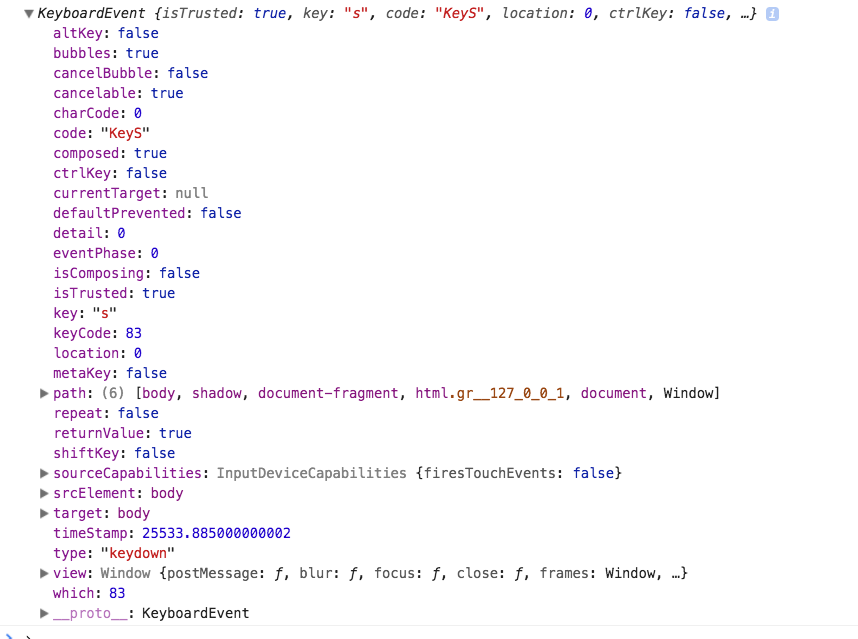 ▼KeyboardEvent {isTrusted: true, key: "s", code: "KeyS", location: 0, ctrlKey: false, …} i
altKey: false
bubbles: true
cancelBubble: false
cancelable: true
charCode: 0
code: "KeyS"
composed: true
ctrlKey: false
currentTarget: null
defaultPrevented: false
detail: 0
eventPhase: 0
isComposing: false
isTrusted: true
key: "s"
keyCode: 83
location: 0
metaKey: false
▶path: (6) [body, shadow, document-fragment, html.gr__127_0_0_1, document, Window]
repeat: false
returnValue: true
shiftKey: false
▶sourceCapabilities: InputDeviceCapabilities {firesTouchEvents: false}
▶srcElement: body
▶target: body
timeStamp: 25533.885000000002
type: "keydown"
▶view: Window {postMessage: ƒ, blur: ƒ, focus: ƒ, close: ƒ, frames: Window, …}
which: 83
▶__proto__: KeyboardEvent